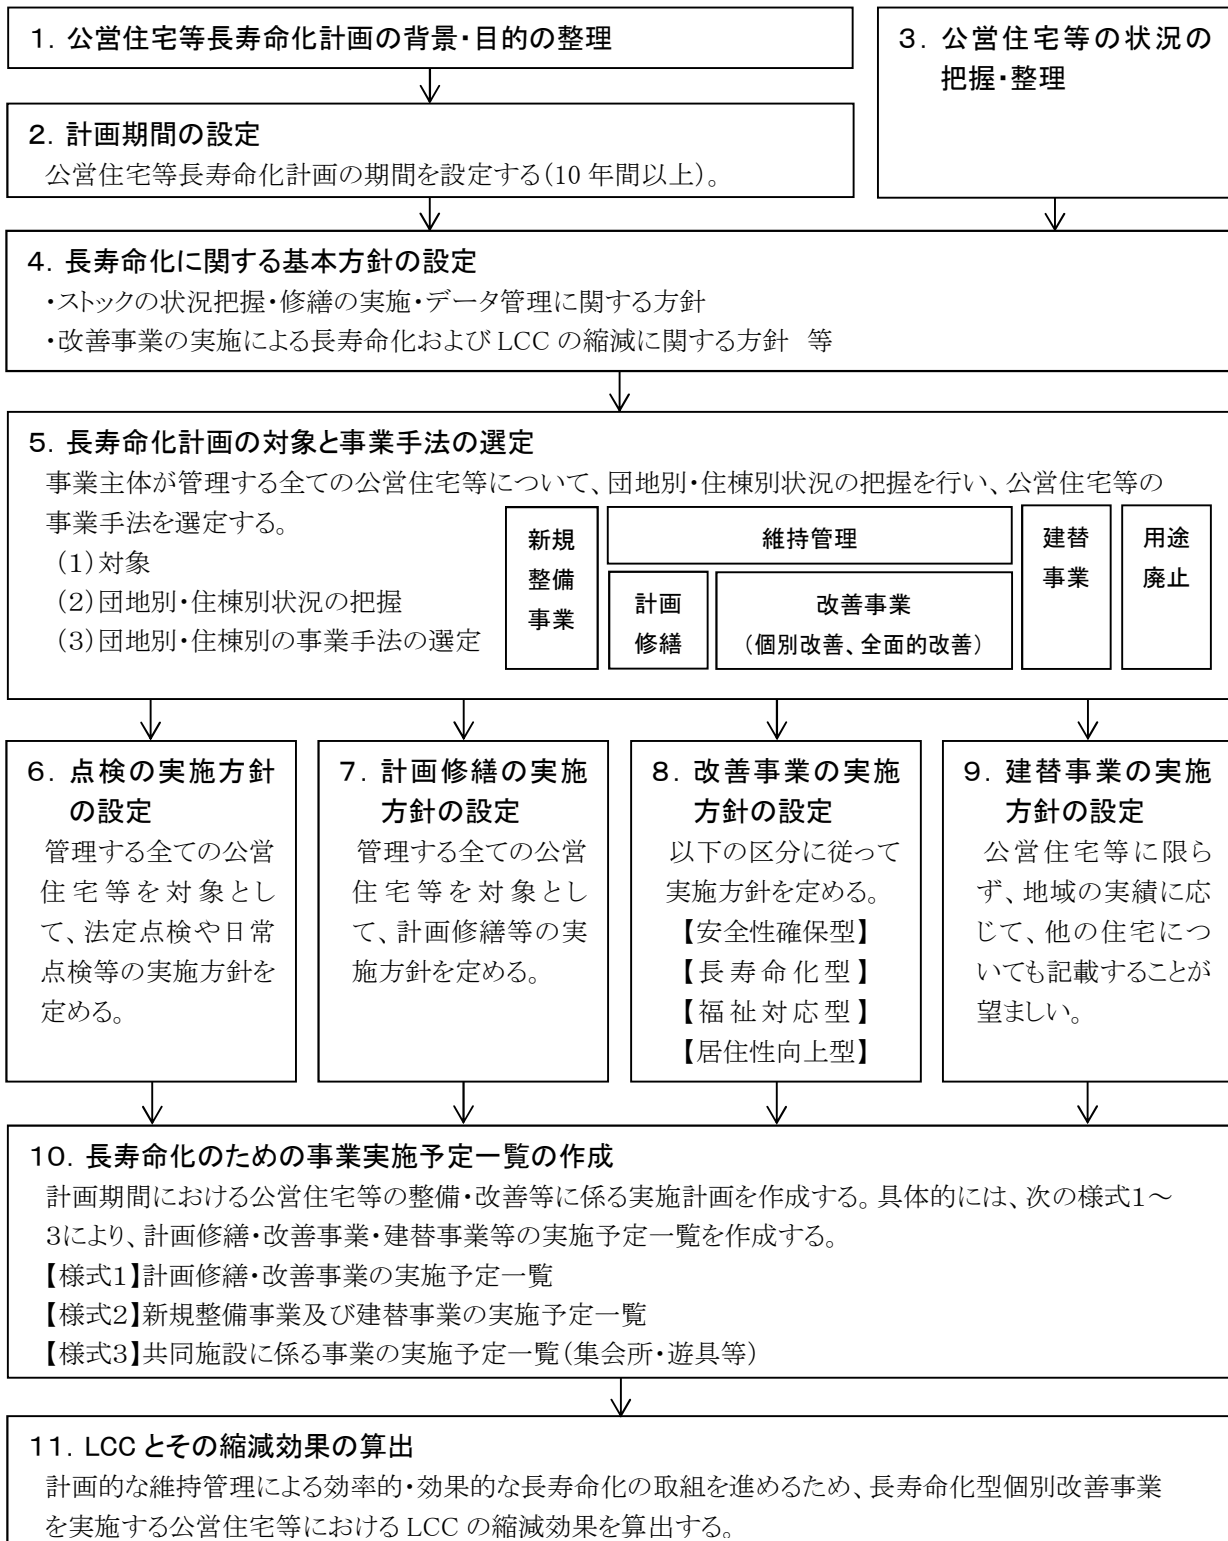 1. 公営住宅等長寿命化計画の背景・目的の整理
3. 公営住宅等の状況の
把握・整理
2. 計画期間の設定
公営住宅等長寿命化計画の期間を設定する(10年間以上)。
4. 長寿命化に関する基本方針の設定
・ストックの状況把握・修繕の実施・データ管理に関する方針
・改善事業の実施による長寿命化および LCC の縮減に関する方針 等
5. 長寿命化計画の対象と事業手法の選定
事業主体が管理する全ての公営住宅等について、団地別・住棟別状況の把握を行い、公営住宅等の
事業手法を選定する。
(1)対象
(2)団地別・住棟別状況の把握
(3)団地別・住棟別の事業手法の選定
新規
整備
事業
維持管理
計画
修繕
改善事業
(個別改善、全面的改善)
建替
事業
用途
廃止
6. 点検の実施方針
の設定
管理する全ての公営
住宅等を対象とし
て、法定点検や日常
点検等の実施方針を
定める。
7. 計画修繕の実施
方針の設定
管理する全ての公営
住宅等を対象とし
て、計画修繕等の実
施方針を定める。
8. 改善事業の実施
方針の設定
以下の区分に従って
実施方針を定める。
【安全性確保型】
【長寿命化型】
【福祉対応型】
【居住性向上型】
9. 建替事業の実施
方針の設定
公営住宅等に限ら
ず、地域の実績に応
じて、他の住宅につ
いても記載することが
望ましい。
10. 長寿命化のための事業実施予定一覧の作成
計画期間における公営住宅等の整備・改善等に係る実施計画を作成する。具体的には、次の様式1~
3により、計画修繕・改善事業・建替事業等の実施予定一覧を作成する。
【様式1】計画修繕・改善事業の実施予定一覧
【様式2】新規整備事業及び建替事業の実施予定一覧
【様式3】共同施設に係る事業の実施予定一覧(集会所・遊具等)
11. LCC とその縮減効果の算出
計画的な維持管理による効率的・効果的な長寿命化の取組を進めるため、長寿命化型個別改善事業
を実施する公営住宅等における LCC の縮減効果を算出する。